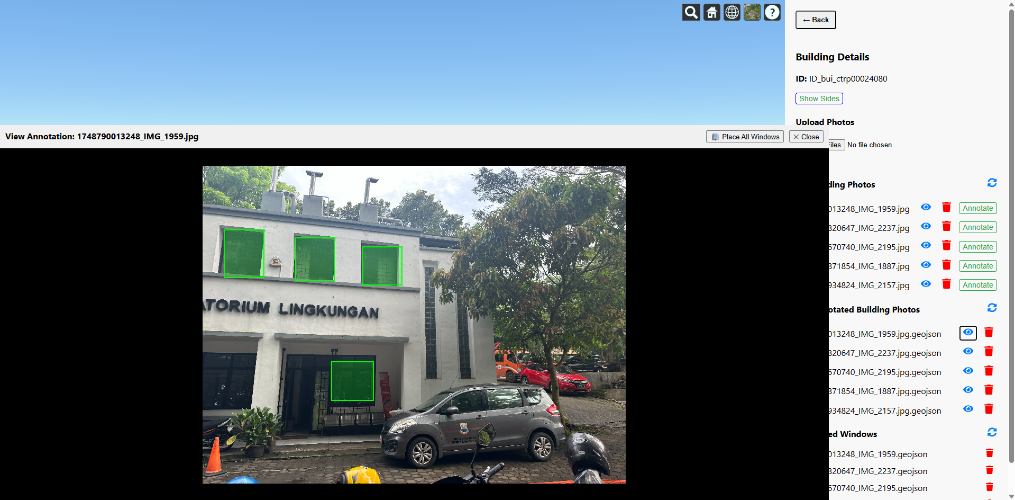 ← Back
Building Details
ID: ID_bui_ctrp00024080
Show Sides
Upload Photos
Files No file chosen
View Annotation: 1748790013248_IMG_1959.jpg
Place All Windows
× Close
ding Photos
013248_IMG_1959.jpg Annotate
320647_IMG_2237.jpg Annotate
570740_IMG_2195.jpg Annotate
371854_IMG_1887.jpg Annotate
934824_IMG_2157.jpg Annotate
otated Building Photos
013248_IMG_1959.jpg.geojson
320647_IMG_2237.jpg.geojson
570740_IMG_2195.jpg.geojson
371854_IMG_1887.jpg.geojson
934824_IMG_2157.jpg.geojson
ed Windows
013248_IMG_1959.geojson
320647_IMG_2237.geojson
570740_IMG_2195.geojson
ATORIUM LINGKUNGAN